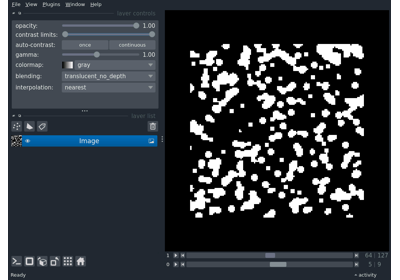 File View Plugins Window Help
layer controls
opacity: 1.00
contrast limits:
auto-contrast: once continuous
gamma: 1.00
colormap: gray
blending: translucent_no_depth
interpolation: nearest
layer list
Image
1 64 127
0 5 9
Ready activity